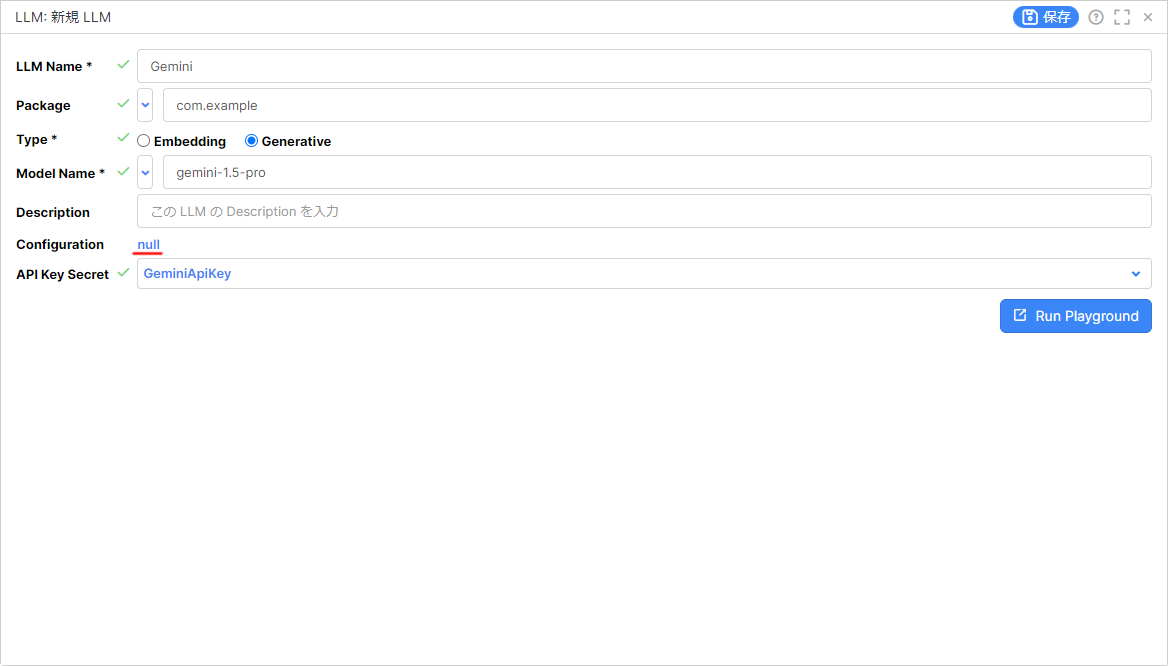 LLM: 新規 LLM 保存
LLM Name * Gemini
Package com.example
Type * Embedding Generative
Model Name * gemini-1.5-pro
Description この LLM の Description を入力
Configuration null
API Key Secret GeminiApiKey
Run Playground